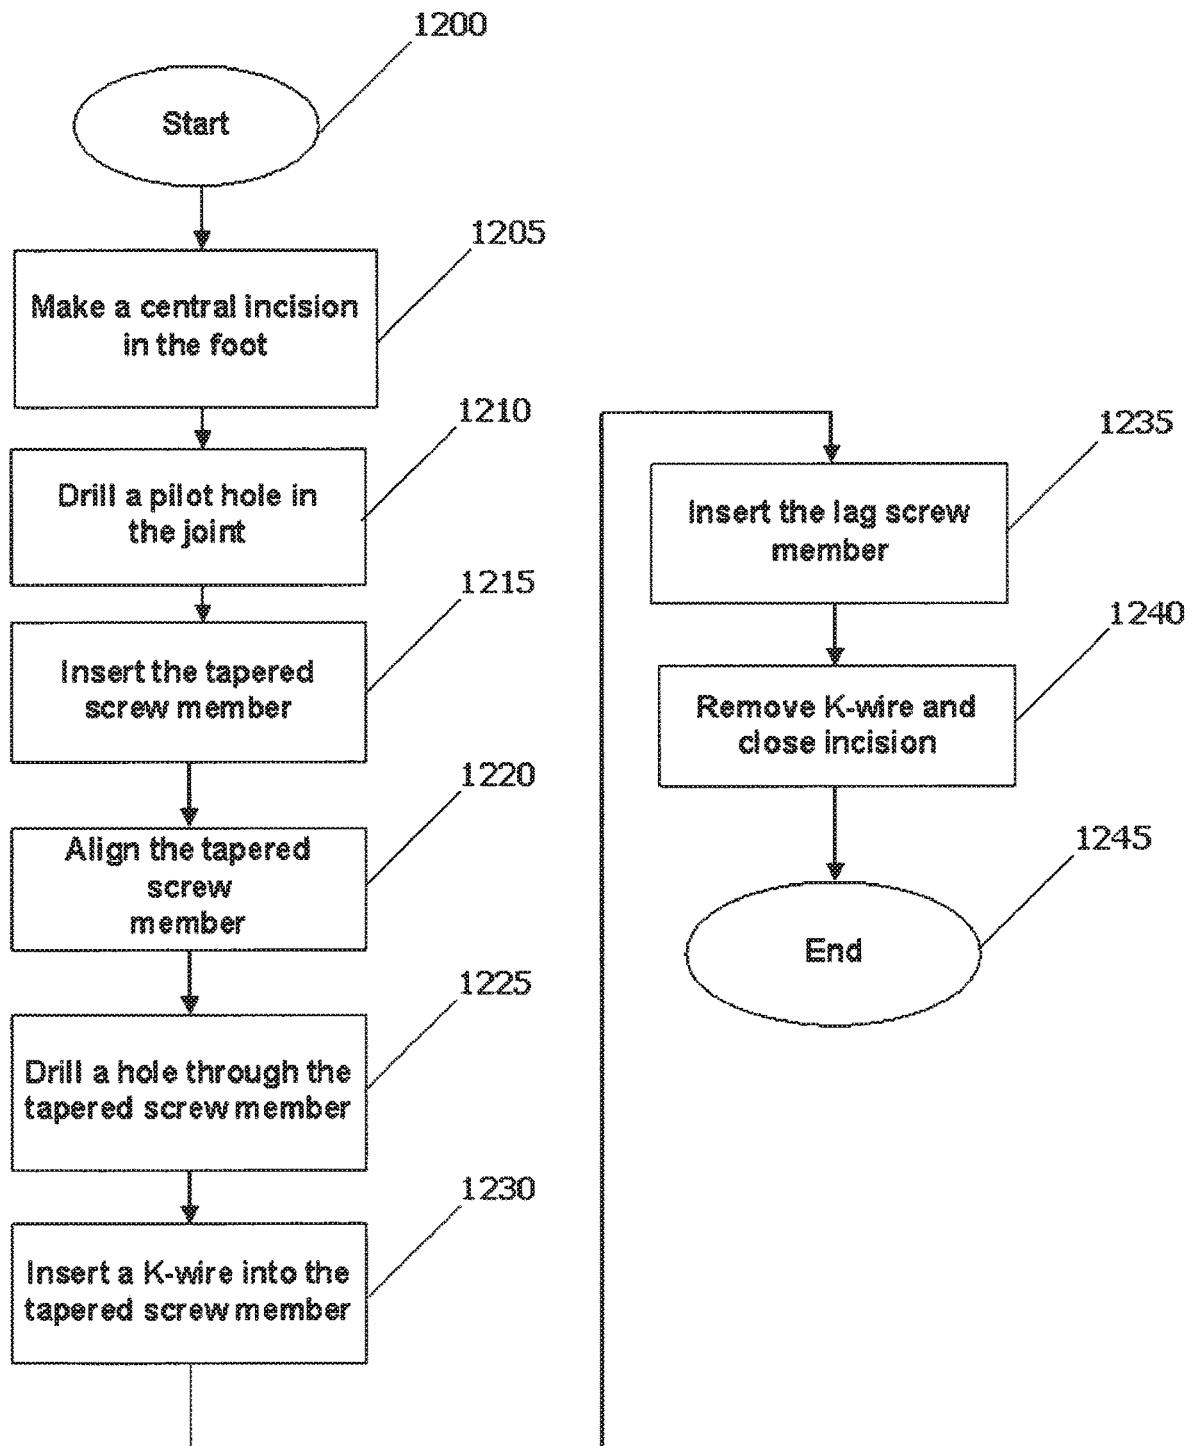 1200
Start
1205
Make a central incision
in the foot
1210
Drill a pilot hole in
the joint
1215
Insert the tapered
screw member
1220
Align the tapered
screw
member
1225
Drill a hole through the
tapered screw member
1230
Insert a K-wire into the
tapered screw member
1235
Insert the lag screw
member
1240
Remove K-wire and
close incision
1245
End